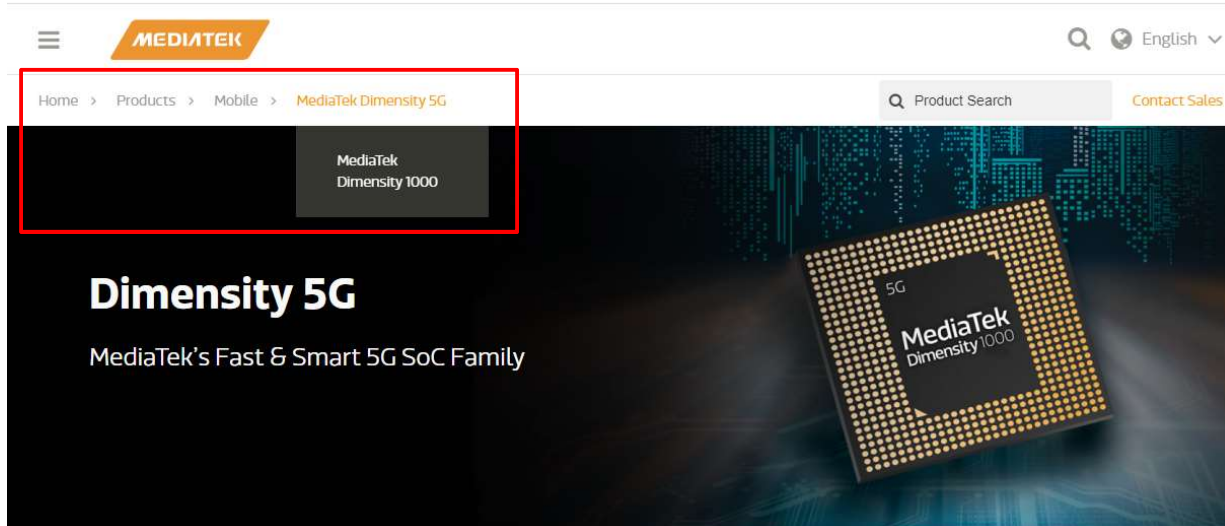 MEDIATEK
English
Home > Products > Mobile > MediaTek Dimensity 5G
Product Search
Contact Sales
MediaTek
Dimensity 1000
Dimensity 5G
MediaTek's Fast & Smart 5G SoC Family
5G
MediaTek
Dimensity 1000